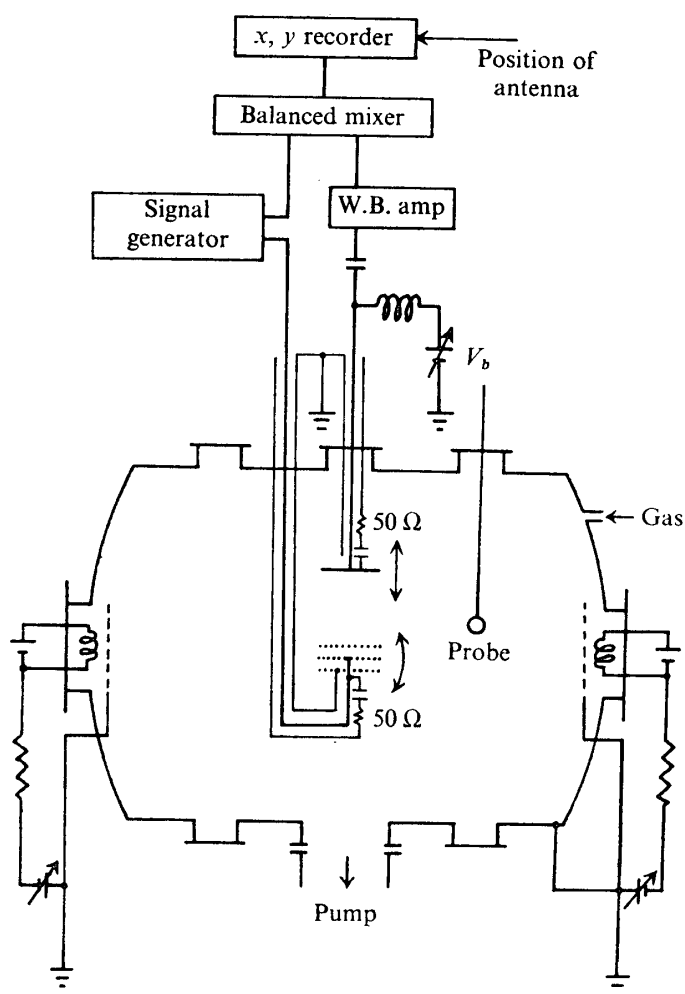 x, y recorder
Position of
antenna
Balanced mixer
Signal
generator
W.B. amp
V_b
50 Ω
Gas
Probe
50 Ω
Pump